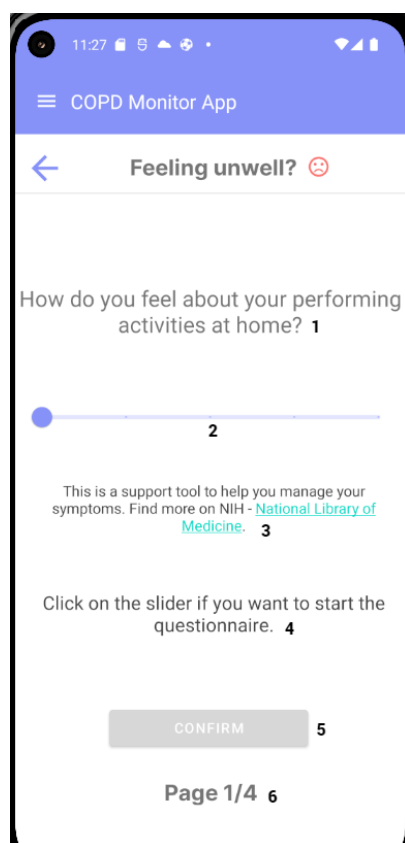 11:27
COPD Monitor App
Feeling unwell?
How do you feel about your performing
activities at home? 1
2
This is a support tool to help you manage your
symptoms. Find more on NIH - National Library of
Medicine. 3
Click on the slider if you want to start the
questionnaire. 4
CONFIRM 5
Page 1/4 6